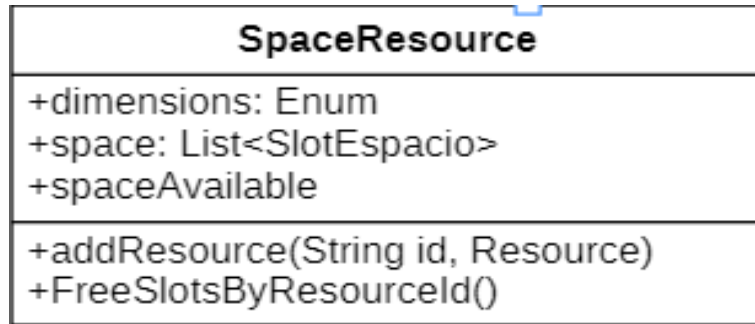 SpaceResource
+dimensions: Enum
+space: List<SlotEspacio>
+spaceAvailable
+addResource(String id, Resource)
+FreeSlotsByResourceId()